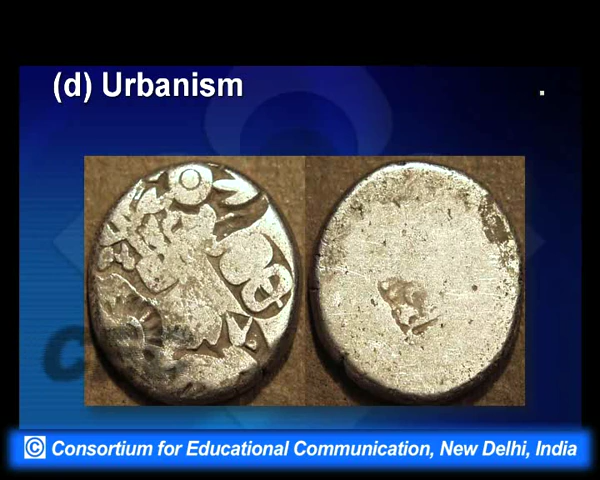 (d) Urbanism .
© Consortium for Educational Communication, New Delhi, India